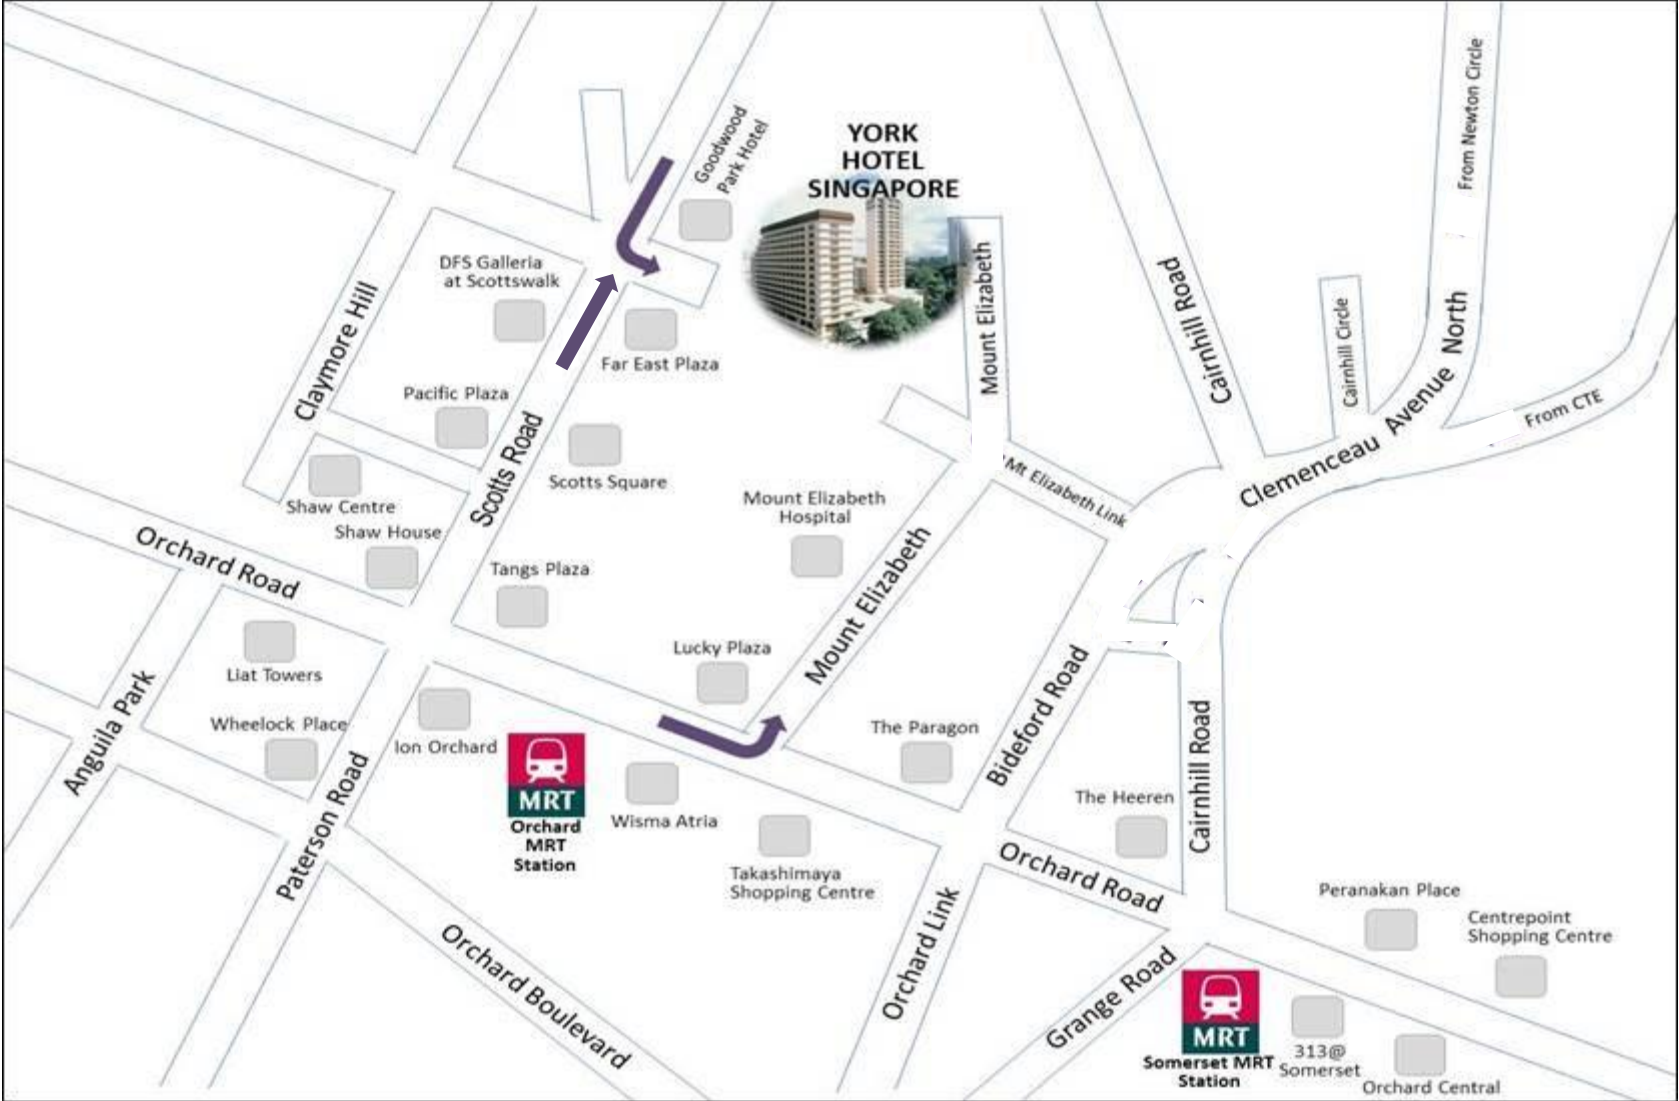 From Newton Circle
Goodwood
Park Hotel
YORK
HOTEL
SINGAPORE
Mount Elizabeth
DFS Galleria
at Scottswalk
Cairnhill Road
Cairnhill Circle
Claymore Hill
Far East Plaza
Clemenceau Avenue North
From CTE
Pacific Plaza
Scotts Road
Scotts Square
Mt Elizabeth Link
Shaw Centre
Mount Elizabeth
Hospital
Shaw House
Orchard Road
Tangs Plaza
Mount Elizabeth
Lucky Plaza
Liat Towers
Anguila Park
Wheelock Place
Ion Orchard
The Paragon
Bideford Road
Cairnhill Road
MRT
Orchard
MRT
Station
Wisma Atria
The Heeren
Paterson Road
Takashimaya
Shopping Centre
Orchard Road
Peranakan Place
Centrepoint
Shopping Centre
Orchard Link
Orchard Boulevard
Grange Road
MRT
Somerset MRT
Station
313@
Somerset
Orchard Central